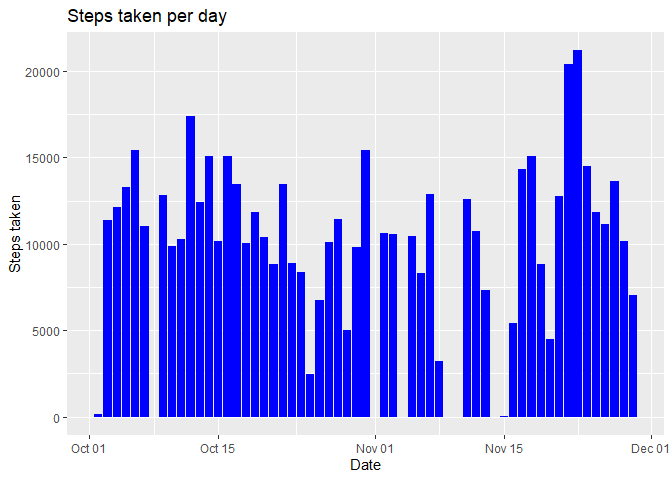 Steps taken per day
Steps taken
20000
15000
10000
5000
0
Oct 01
Oct 15
Nov 01
Nov 15
Dec 01
Date